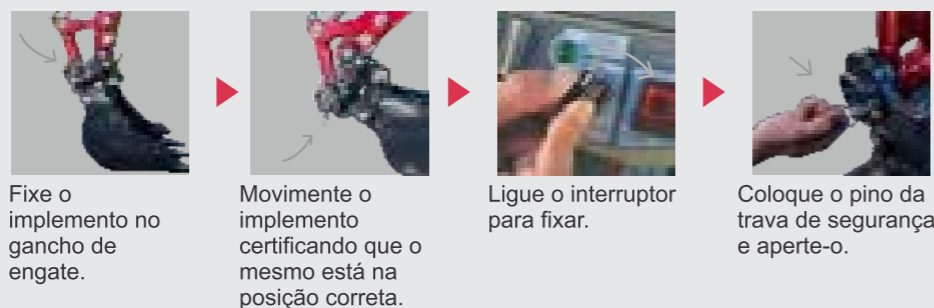 Fixe o
implemento no
gancho de
engate.
Movimente o
implemento
certificando que o
mesmo está na
posição correta.
Ligue o interruptor
para fixar.
Coloque o pino da
trava de segurança
e aperte-o.